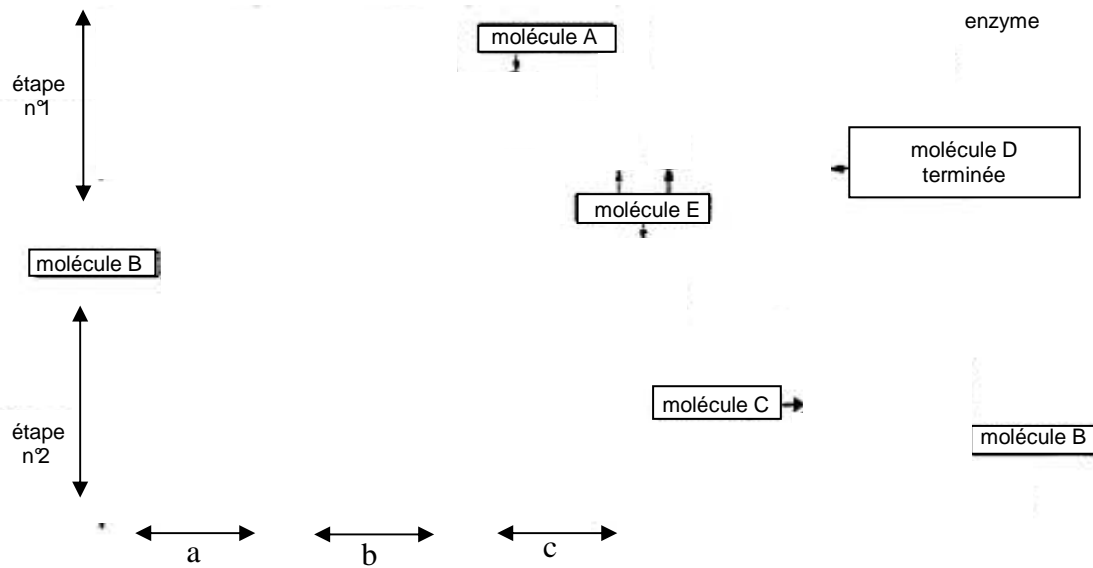 enzyme
molécule A
étape
n°1
molécule D
terminée
molécule E
molécule B
molécule C
étape
n°2
molécule B
a
b
c